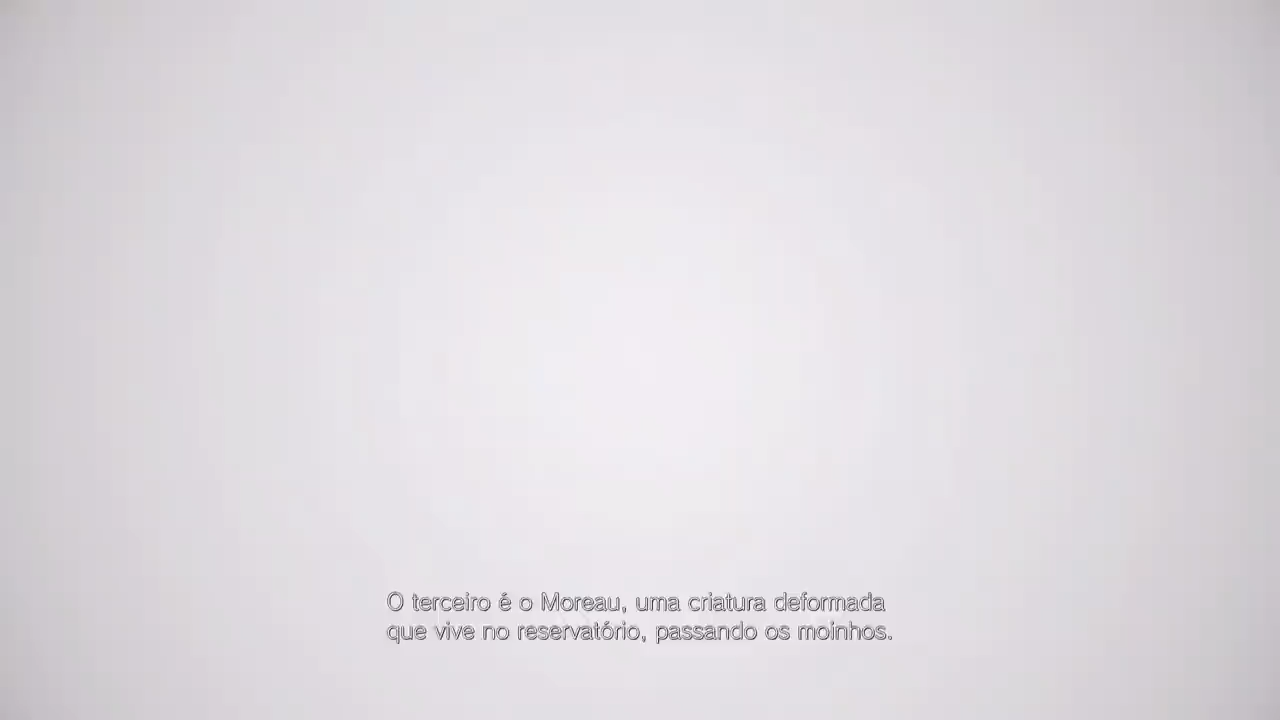 O terceiro é o Moreau, uma criatura deformada
que vive no reservatório, passando os moinhos.